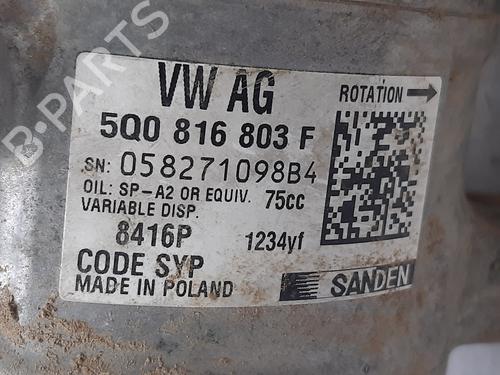 VW AG
ROTATION
5Q0 816 803 F
SN: 058271098B4
OIL: SP-A2 OR EQUIV. 75cc
VARIABLE DISP.
8416P 1234yf
CODE SYP
MADE IN POLAND
SANDEN
B-PARTS